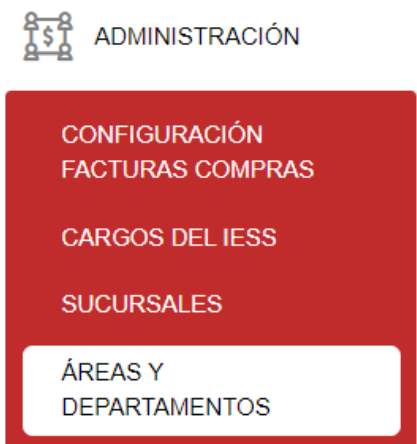 ADMINISTRACIÓN
CONFIGURACIÓN
FACTURAS COMPRAS
CARGOS DEL IESS
SUCURSALES
ÁREAS Y
DEPARTAMENTOS